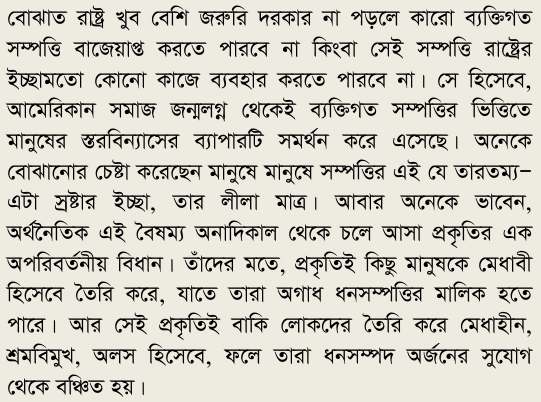 বোঝাত রাষ্ট্র খুব বেশি জরুরি দরকার না পড়লে কারো ব্যক্তিগত
সম্পত্তি বাজেয়াপ্ত করতে পারবে না কিংবা সেই সম্পত্তি রাষ্ট্রের
ইচ্ছামতো কোনো কাজে ব্যবহার করতে পারবে না। সে হিসেবে,
আমেরিকান সমাজ জন্মলগ্ন থেকেই ব্যক্তিগত সম্পত্তির ভিত্তিতে
মানুষের স্তরবিন্যাসের ব্যাপারটি সমর্থন করে এসেছে। অনেকে
বোঝানোর চেষ্টা করেছেন মানুষে মানুষে সম্পত্তির এই যে তারতম্য–
এটা স্রষ্টার ইচ্ছা, তার লীলা মাত্র। আবার অনেকে ভাবেন,
অর্থনৈতিক এই বৈষম্য অনাদিকাল থেকে চলে আসা প্রকৃতির এক
অপরিবর্তনীয় বিধান। তাঁদের মতে, প্রকৃতিই কিছু মানুষকে মেধাবী
হিসেবে তৈরি করে, যাতে তারা অগাধ ধনসম্পত্তির মালিক হতে
পারে। আর সেই প্রকৃতিই বাকি লোকদের তৈরি করে মেধাহীন,
শ্রমবিমুখ, অলস হিসেবে, ফলে তারা ধনসম্পদ অর্জনের সুযোগ
থেকে বঞ্চিত হয়।